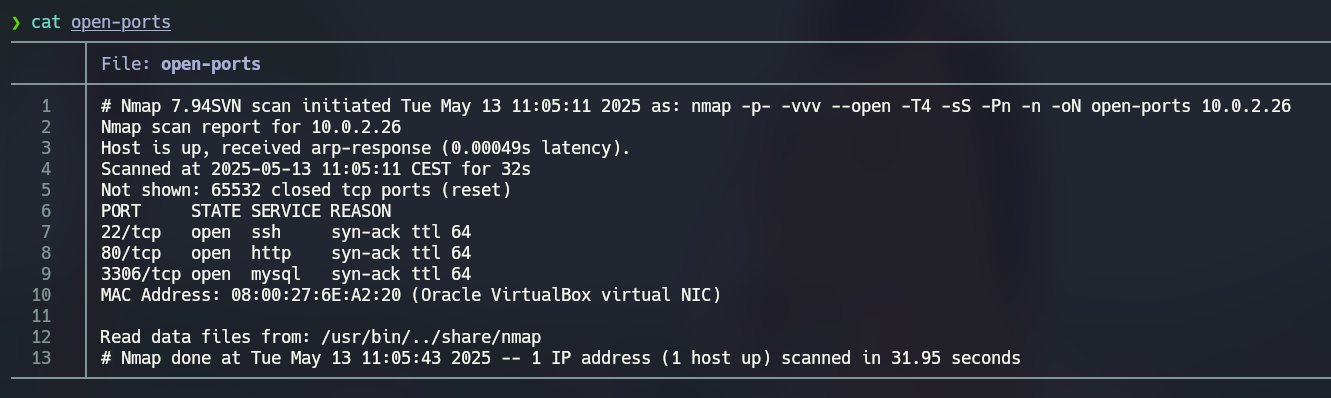 ❯ cat open-ports
File: open-ports
1 # Nmap 7.94SVN scan initiated Tue May 13 11:05:11 2025 as: nmap -p- -vvv --open -T4 -sS -Pn -n -oN open-ports 10.0.2.26
2 Nmap scan report for 10.0.2.26
3 Host is up, received arp-response (0.00049s latency).
4 Scanned at 2025-05-13 11:05:11 CEST for 32s
5 Not shown: 65532 closed tcp ports (reset)
6 PORT     STATE SERVICE REASON
7 22/tcp   open  ssh     syn-ack ttl 64
8 80/tcp   open  http    syn-ack ttl 64
9 3306/tcp open  mysql   syn-ack ttl 64
10 MAC Address: 08:00:27:6E:A2:20 (Oracle VirtualBox virtual NIC)
11
12 Read data files from: /usr/bin/../share/nmap
13 # Nmap done at Tue May 13 11:05:43 2025 -- 1 IP address (1 host up) scanned in 31.95 seconds